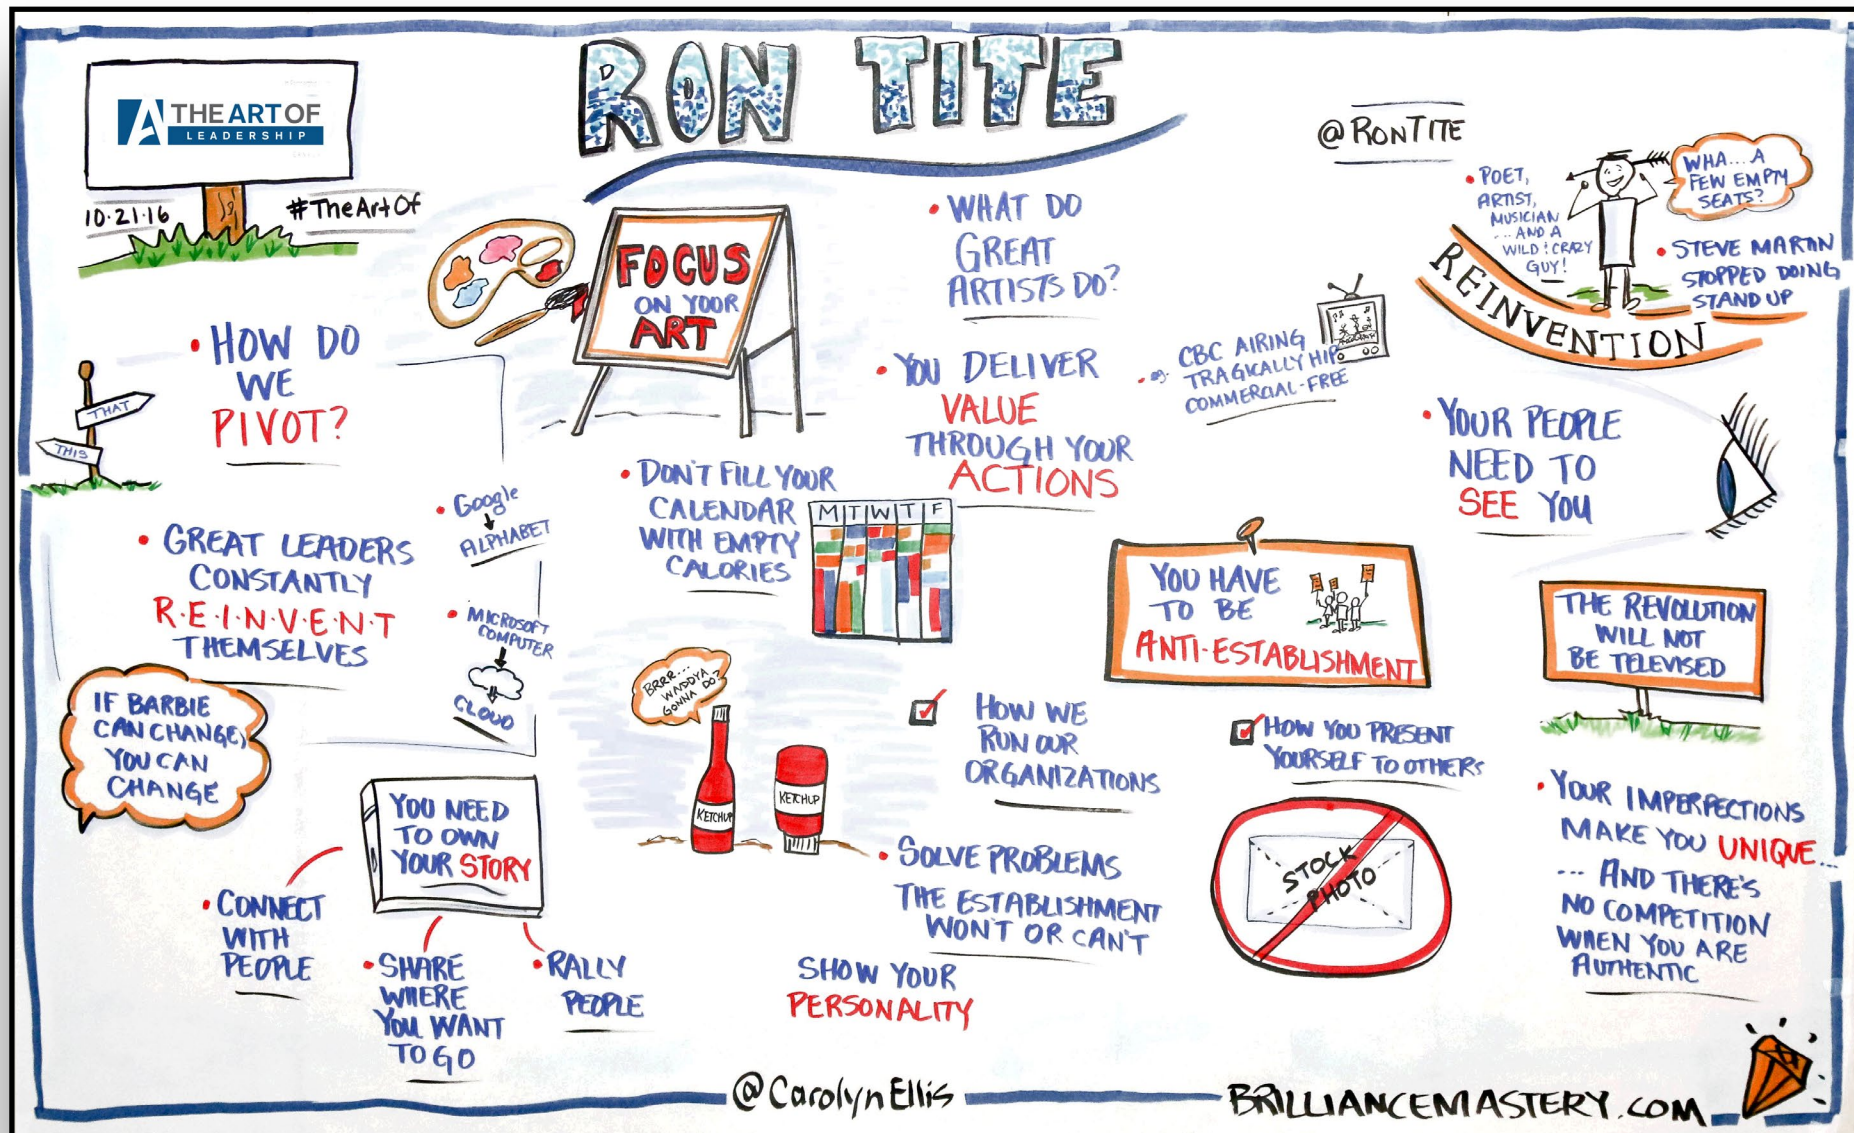 RON TITE
THE ART OF
LEADERSHIP
10.21.16
#TheArtOf
@RONTITE
• HOW DO
WE
PIVOT?
THAT
THIS
• GREAT LEADERS
CONSTANTLY
R.E.I.N.V.E.N.T
THEMSELVES
• Google
ALPHABET
• MICROSOFT
COMPUTER
CLOUD
IF BARBIE
CAN CHANGE,
YOU CAN
CHANGE
YOU NEED
TO OWN
YOUR STORY
• CONNECT
WITH
PEOPLE
• SHARE
WHERE
YOU WANT
TO GO
• RALLY
PEOPLE
FOCUS
ON YOUR
ART
• WHAT DO
GREAT
ARTISTS DO?
• YOU DELIVER
VALUE
THROUGH YOUR
ACTIONS
• eg. CBC AIRING
TRAGICALLY HIP
COMMERCIAL-FREE
• DON'T FILL YOUR
CALENDAR
WITH EMPTY
CALORIES
M T W T F
BRRR...
WADDYA
GONNA DO?
KETCHUP
KETCHUP
YOU HAVE
TO BE
ANTI-ESTABLISHMENT
HOW WE
RUN OUR
ORGANIZATIONS
HOW YOU PRESENT
YOURSELF TO OTHERS
• SOLVE PROBLEMS
THE ESTABLISHMENT
WON'T OR CAN'T
SHOW YOUR
PERSONALITY
STOCK
PHOTO
• POET,
ARTIST,
MUSICIAN
... AND A
WILD & CRAZY
GUY!
WHA... A
FEW EMPTY
SEATS?
• STEVE MARTIN
STOPPED DOING
STAND UP
REINVENTION
• YOUR PEOPLE
NEED TO
SEE YOU
THE REVOLUTION
WILL NOT
BE TELEVISED
• YOUR IMPERFECTIONS
MAKE YOU UNIQUE...
... AND THERE'S
NO COMPETITION
WHEN YOU ARE
AUTHENTIC
@CarolynEllis
BRILLIANCEMASTERY.COM